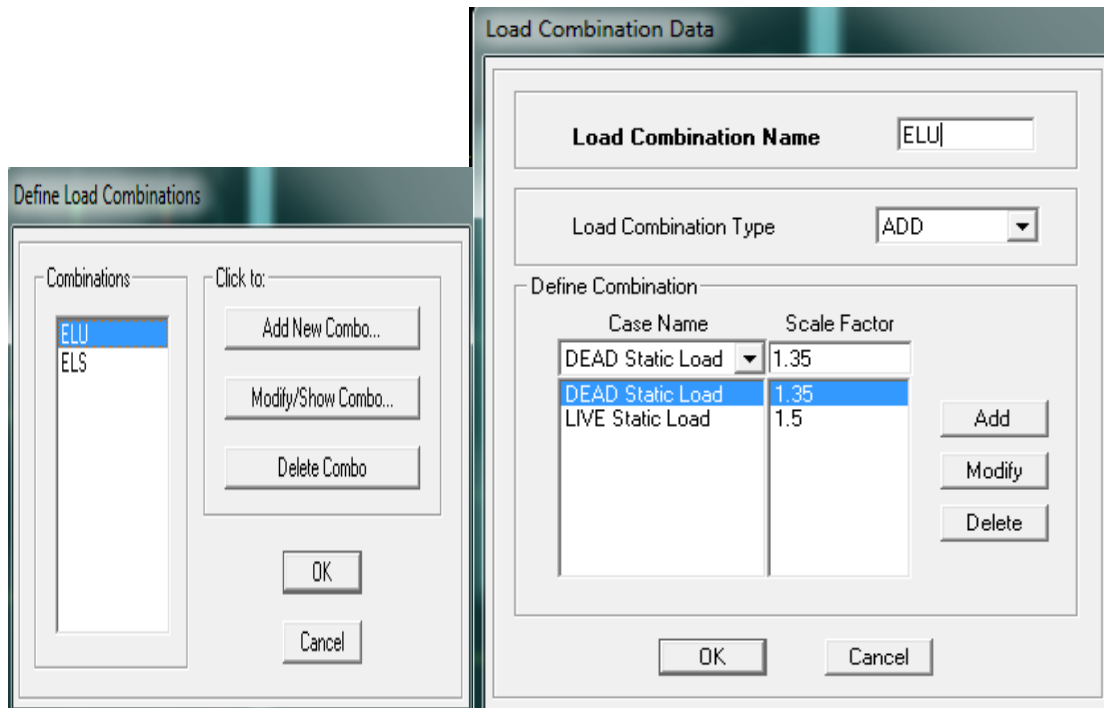 Define Load Combinations
Combinations
ELU
ELS
Click to:
Add New Combo...
Modify/Show Combo...
Delete Combo
OK
Cancel
Load Combination Data
Load Combination Name
ELU
Load Combination Type
ADD
Define Combination
Case Name Scale Factor
DEAD Static Load 1.35
DEAD Static Load 1.35
LIVE Static Load 1.5
Add
Modify
Delete
OK Cancel